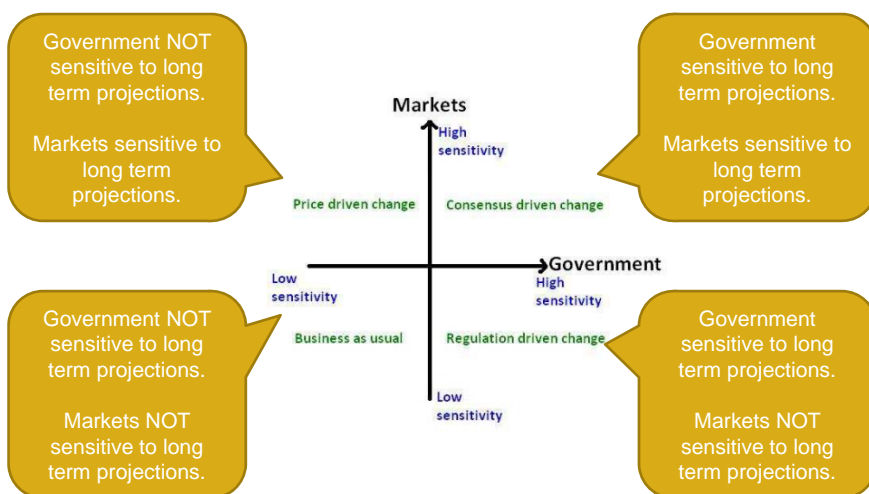 Government NOT
sensitive to long
term projections.
Markets sensitive to
long term
projections.
Government
sensitive to long
term projections.
Markets sensitive to
long term
projections.
Markets
High
sensitivity
Price driven change
Consensus driven change
Government
Low
sensitivity
High
sensitivity
Business as usual
Regulation driven change
Low
sensitivity
Government NOT
sensitive to long
term projections.
Markets NOT
sensitive to long
term projections.
Government
sensitive to long
term projections.
Markets NOT
sensitive to long
term projections.